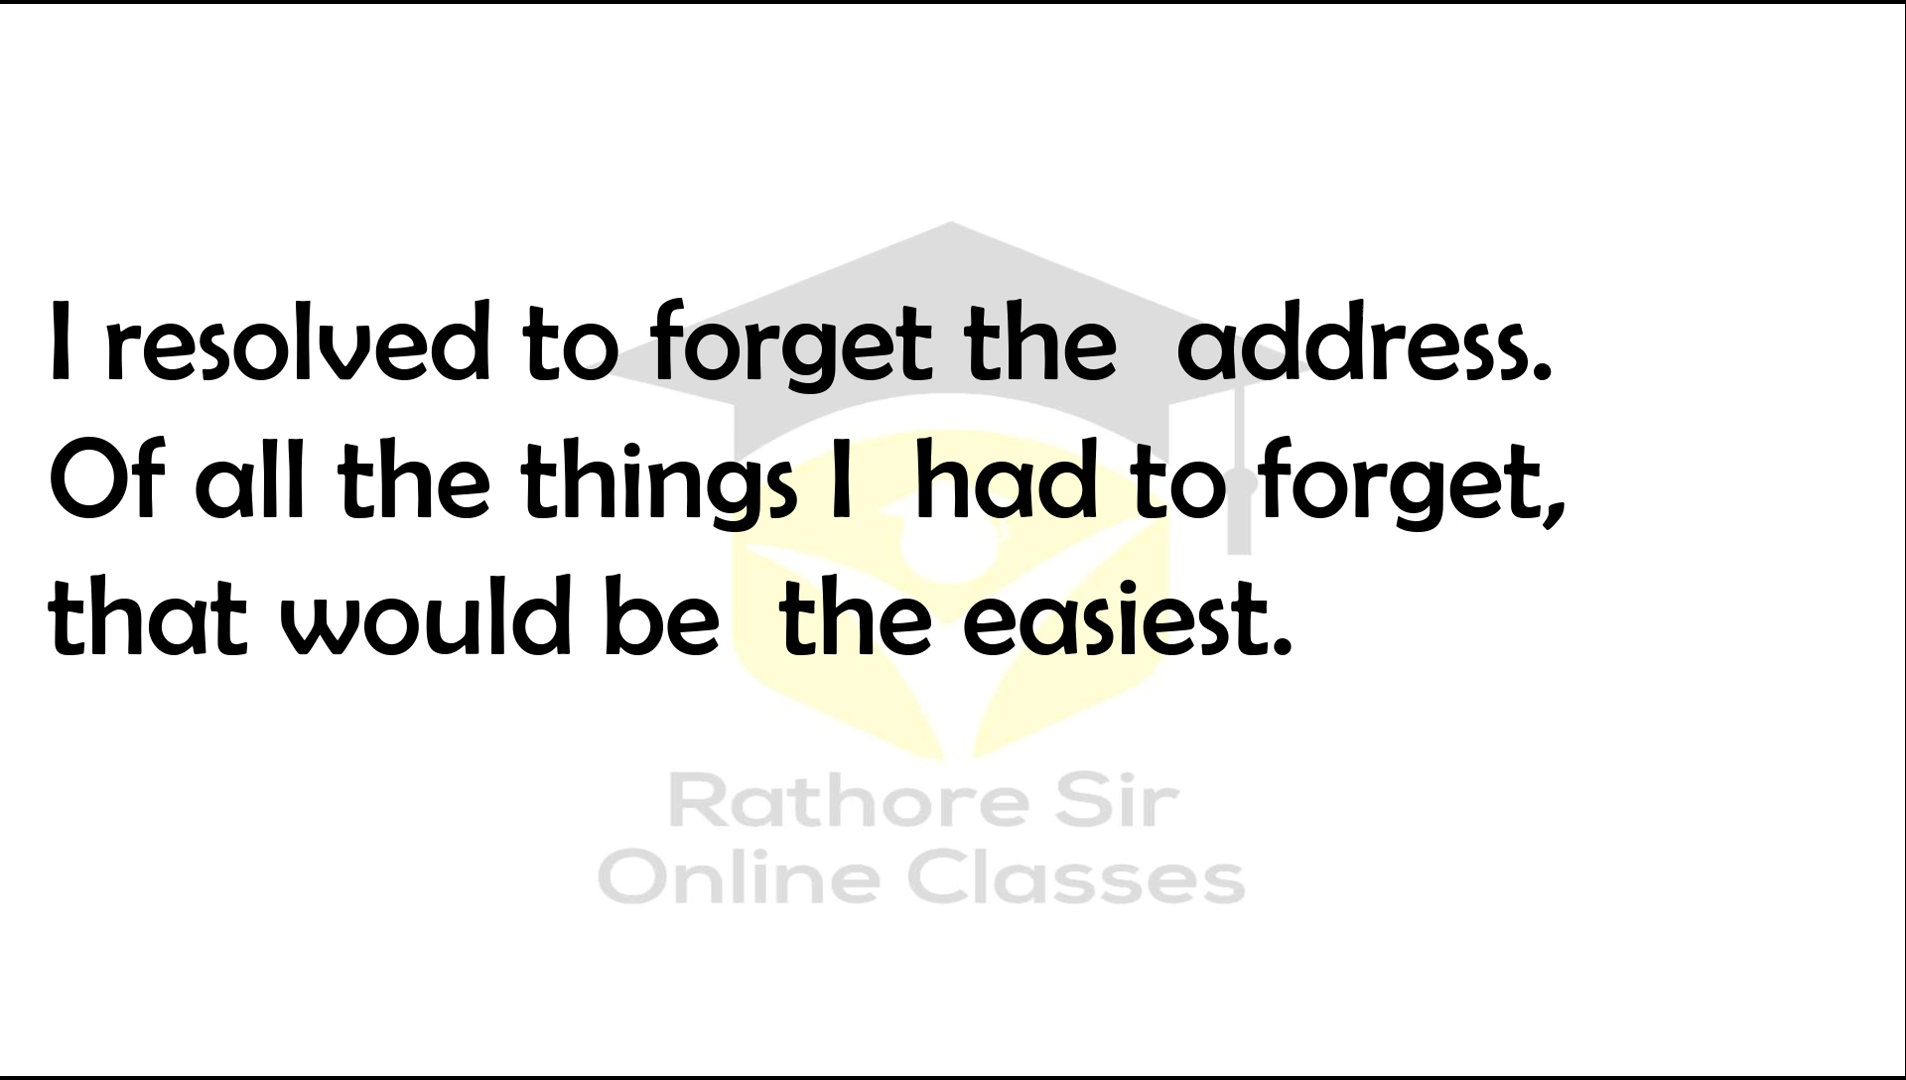 I resolved to forget the address.
Of all the things I had to forget,
that would be the easiest.
Rathore Sir
Online Classes